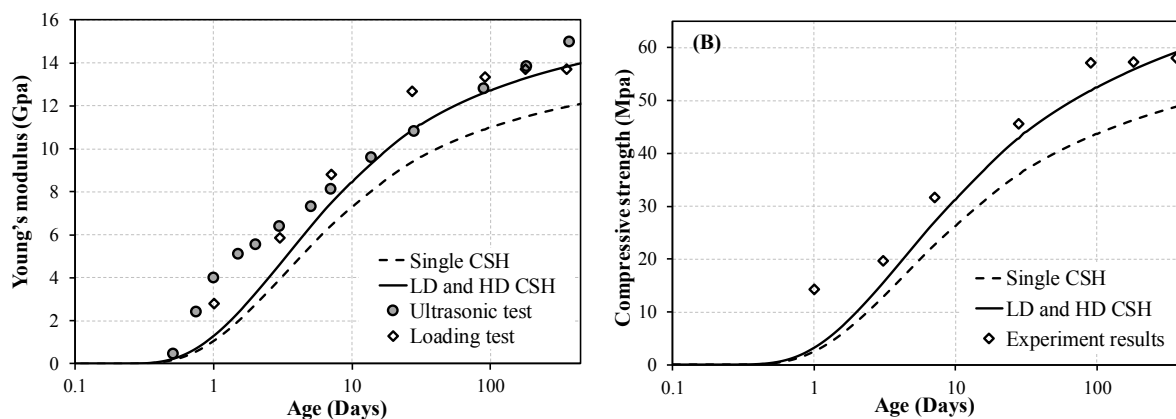 16
14
12
10
8
6
4
2
0
0.1
1
10
100
Young's modulus (Gpa)
Age (Days)
Single CSH
LD and HD CSH
Ultrasonic test
Loading test
(B)
60
50
40
30
20
10
0
0.1
1
10
100
Compressive strength (Mpa)
Age (Days)
Single CSH
LD and HD CSH
Experiment results